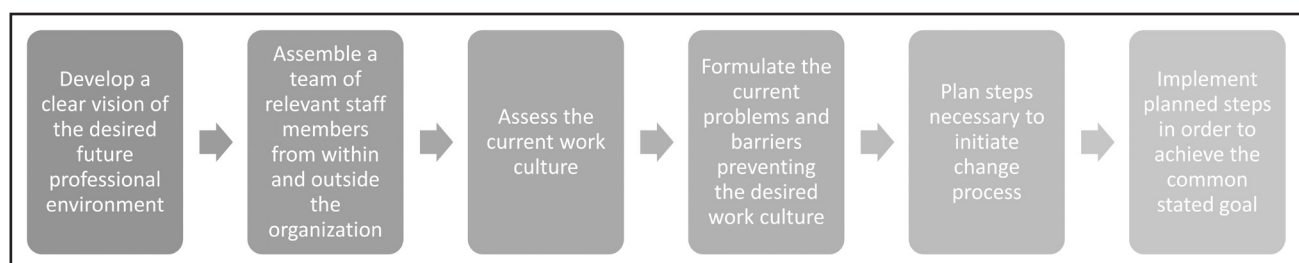 Develop a
clear vision of
the desired
future
professional
environment
Assemble a
team of
relevant staff
members
from within
and outside
the
organization
Assess the
current work
culture
Formulate the
current
problems and
barriers
preventing
the desired
work culture
Plan steps
necessary to
initiate
change
process
Implement
planned steps
in order to
achieve the
common
stated goal